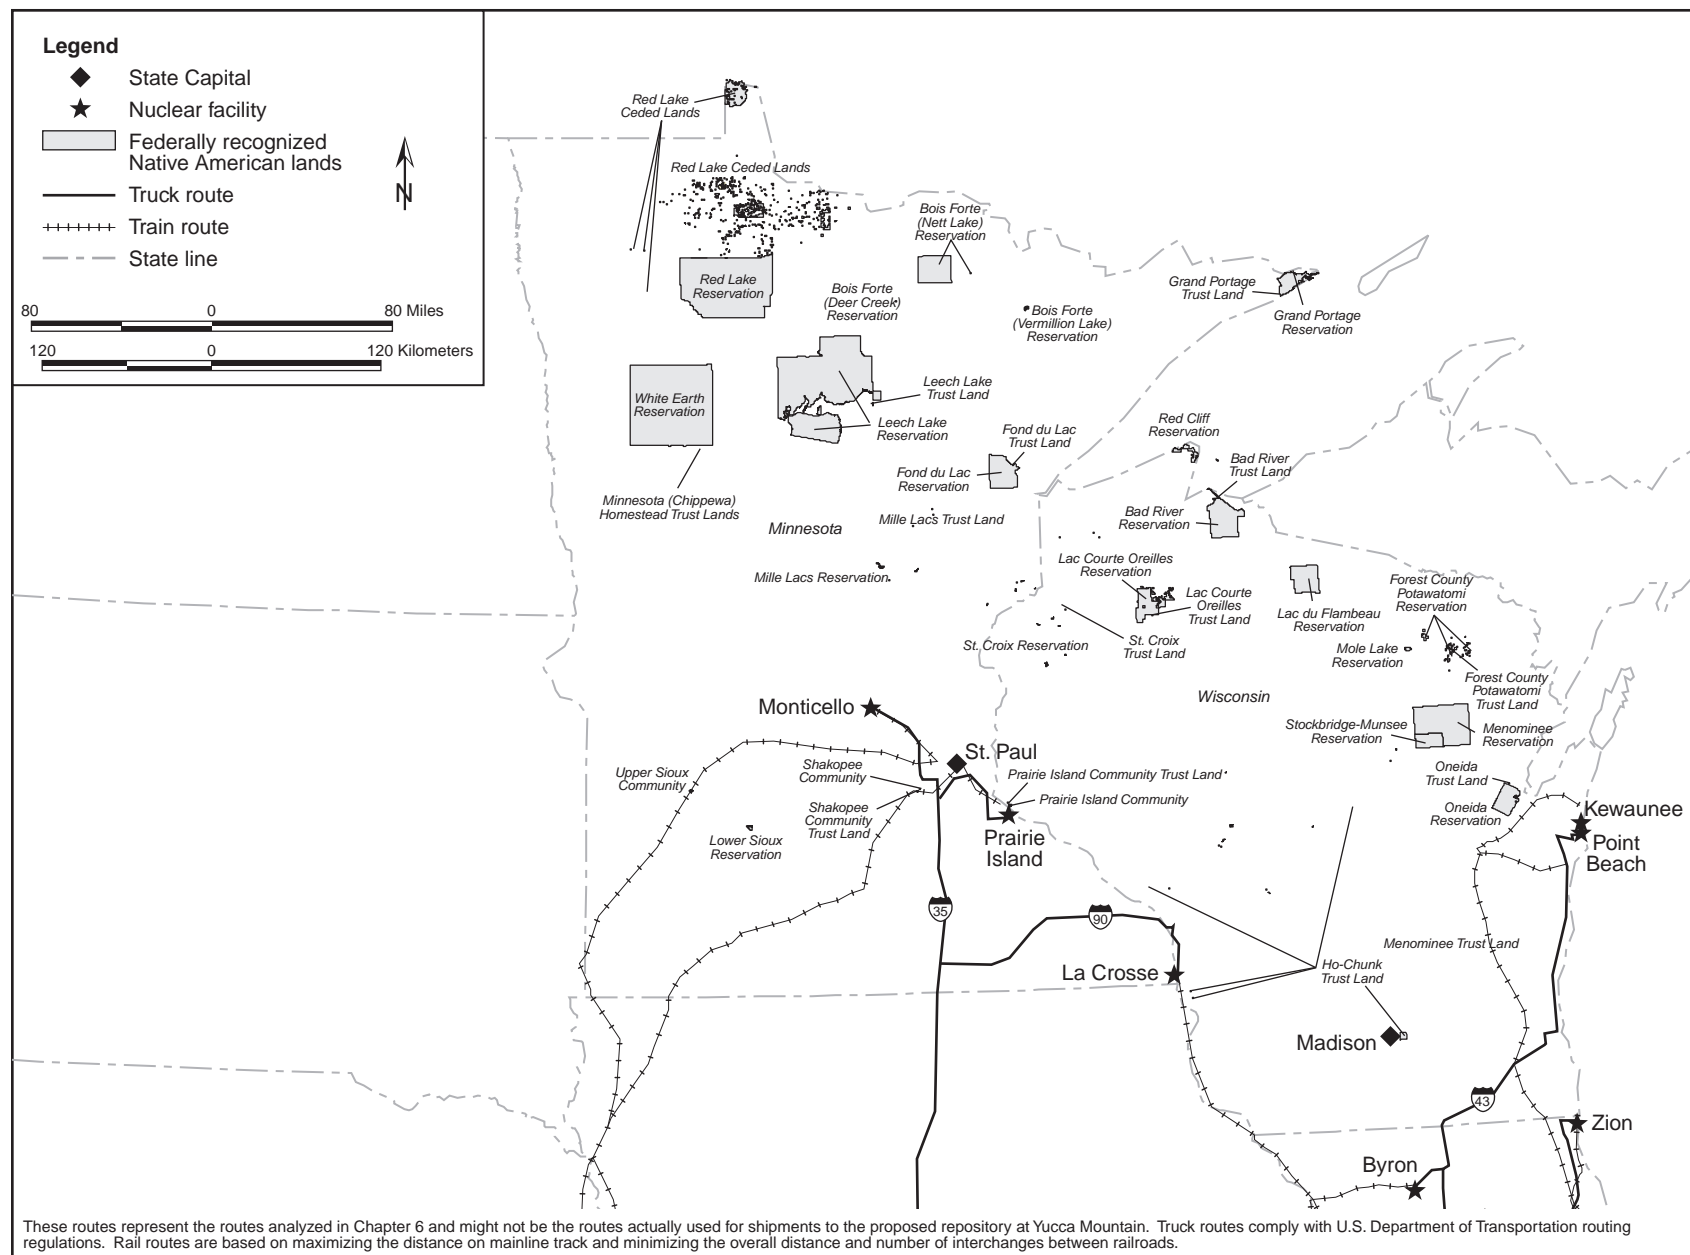 Legend
State Capital
Nuclear facility
Federally recognized
Native American lands
Truck route
Train route
State line
N
80 0 80 Miles
120 0 120 Kilometers
Red Lake
Ceded Lands
Red Lake Ceded Lands
Bois Forte
(Nett Lake)
Reservation
Red Lake
Reservation
Bois Forte
(Deer Creek)
Reservation
Bois Forte
(Vermillion Lake)
Reservation
Grand Portage
Trust Land
Grand Portage
Reservation
White Earth
Reservation
Leech Lake
Trust Land
Leech Lake
Reservation
Minnesota (Chippewa)
Homestead Trust Lands
Fond du Lac
Trust Land
Fond du Lac
Reservation
Red Cliff
Reservation
Bad River
Trust Land
Bad River
Reservation
Minnesota
Mille Lacs Trust Land
Mille Lacs Reservation
Lac Courte Oreilles
Reservation
Lac Courte
Oreilles
Trust Land
Lac du Flambeau
Reservation
Forest County
Potawatomi
Reservation
St. Croix Reservation
St. Croix
Trust Land
Mole Lake
Reservation
Forest County
Potawatomi
Trust Land
Wisconsin
Stockbridge-Munsee
Reservation
Menominee
Reservation
Monticello
St. Paul
Upper Sioux
Community
Shakopee
Community
Shakopee
Community
Trust Land
Lower Sioux
Reservation
Prairie Island Community Trust Land
Prairie Island Community
Prairie
Island
Oneida
Trust Land
Oneida
Reservation
Kewaunee
Point
Beach
35
90
La Crosse
Menominee Trust Land
Ho-Chunk
Trust Land
Madison
43
Zion
Byron
These routes represent the routes analyzed in Chapter 6 and might not be the routes actually used for shipments to the proposed repository at Yucca Mountain. Truck routes comply with U.S. Department of Transportation routing
regulations. Rail routes are based on maximizing the distance on mainline track and minimizing the overall distance and number of interchanges between railroads.